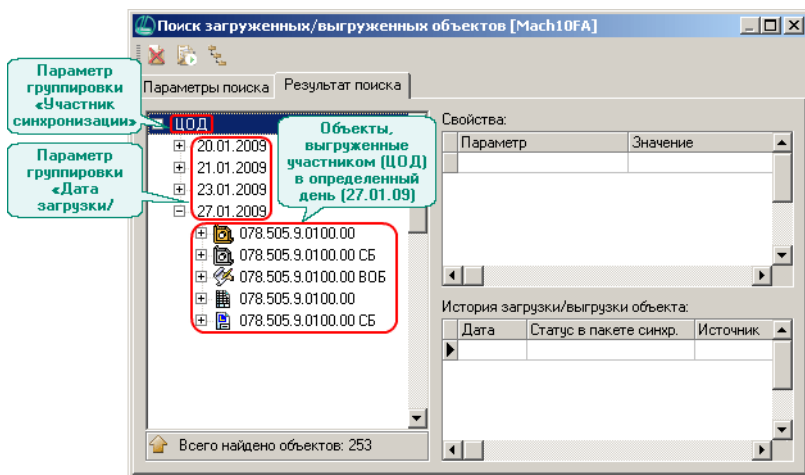 Поиск загруженных/выгруженных объектов [Mach10FA]
Параметры поиска
Результат поиска
Параметр
группировки
«Участник
синхронизации»
Параметр
группировки
«Дата
загрузки/
ЦОД
20.01.2009
21.01.2009
23.01.2009
27.01.2009
Объекты,
выгруженные
участником (ЦОД)
в определенный
день (27.01.09)
078.505.9.0100.00
078.505.9.0100.00 СБ
078.505.9.0100.00 ВОБ
078.505.9.0100.00
078.505.9.0100.00 СБ
Всего найдено объектов: 253
Свойства:
Параметр Значение
История загрузки/выгрузки объекта:
Дата Статус в пакете синхр. Источник